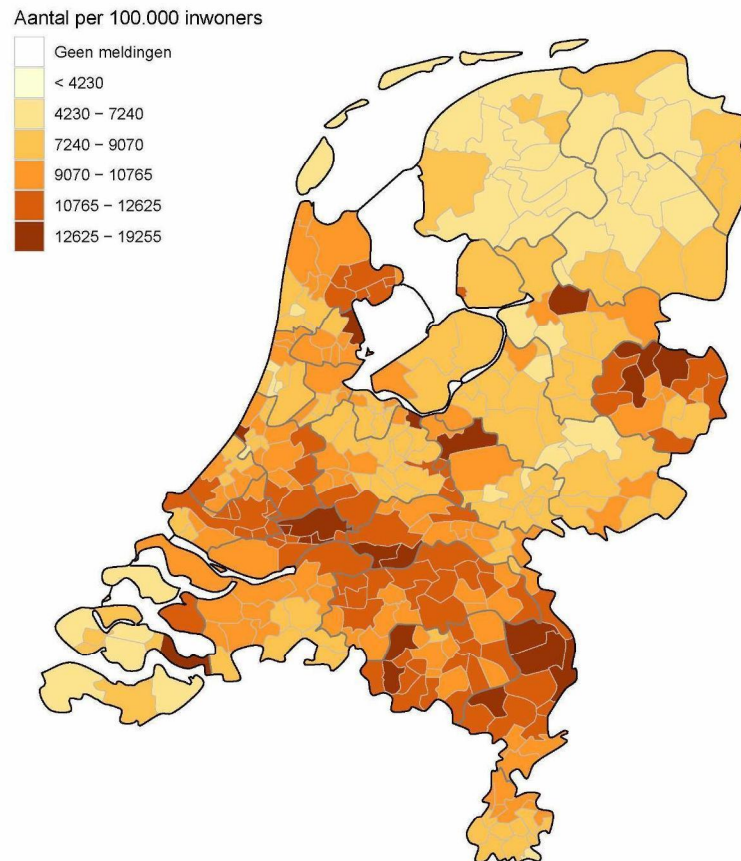 Aantal per 100.000 inwoners
Geen meldingen
< 4230
4230 − 7240
7240 − 9070
9070 − 10765
10765 − 12625
12625 − 19255